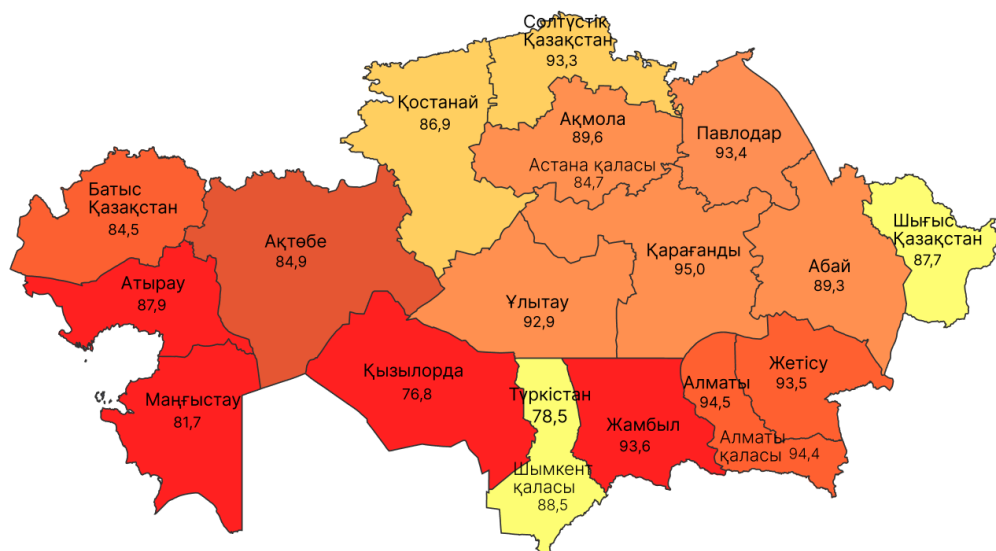 Солтүстік
Қазақстан
93,3
Қостанай
86,9
Ақмола
89,6
Астана қаласы
84,7
Павлодар
93,4
Батыс
Қазақстан
84,5
Ақтөбе
84,9
Атырау
87,9
Шығыс
Қазақстан
87,7
Қарағанды
95,0
Абай
89,3
Ұлытау
92,9
Маңғыстау
81,7
Қызылорда
76,8
Түркістан
78,5
Шымкент
қаласы
88,5
Жамбыл
93,6
Алматы
94,5
Жетісу
93,5
Алматы
қаласы 94,4